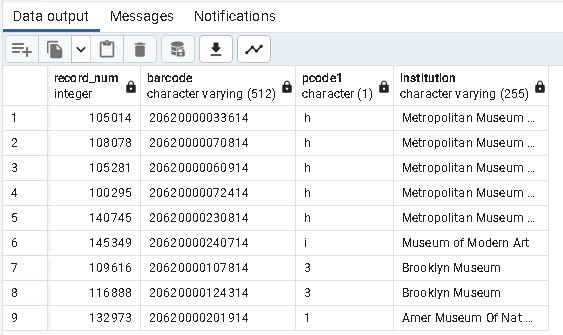 Data output Messages Notifications
record_num barcode pcode1 institution
integer character varying (512) character (1) character varying (255)
1 105014 20620000033614 h Metropolitan Museum ...
2 108078 20620000070814 h Metropolitan Museum ...
3 105281 20620000060914 h Metropolitan Museum ...
4 100295 20620000072414 h Metropolitan Museum ...
5 140745 20620000230814 h Metropolitan Museum ...
6 145349 20620000240714 i Museum of Modern Art
7 109616 20620000107814 3 Brooklyn Museum
8 116888 20620000124314 3 Brooklyn Museum
9 132973 20620000201914 1 Amer Museum Of Nat ...